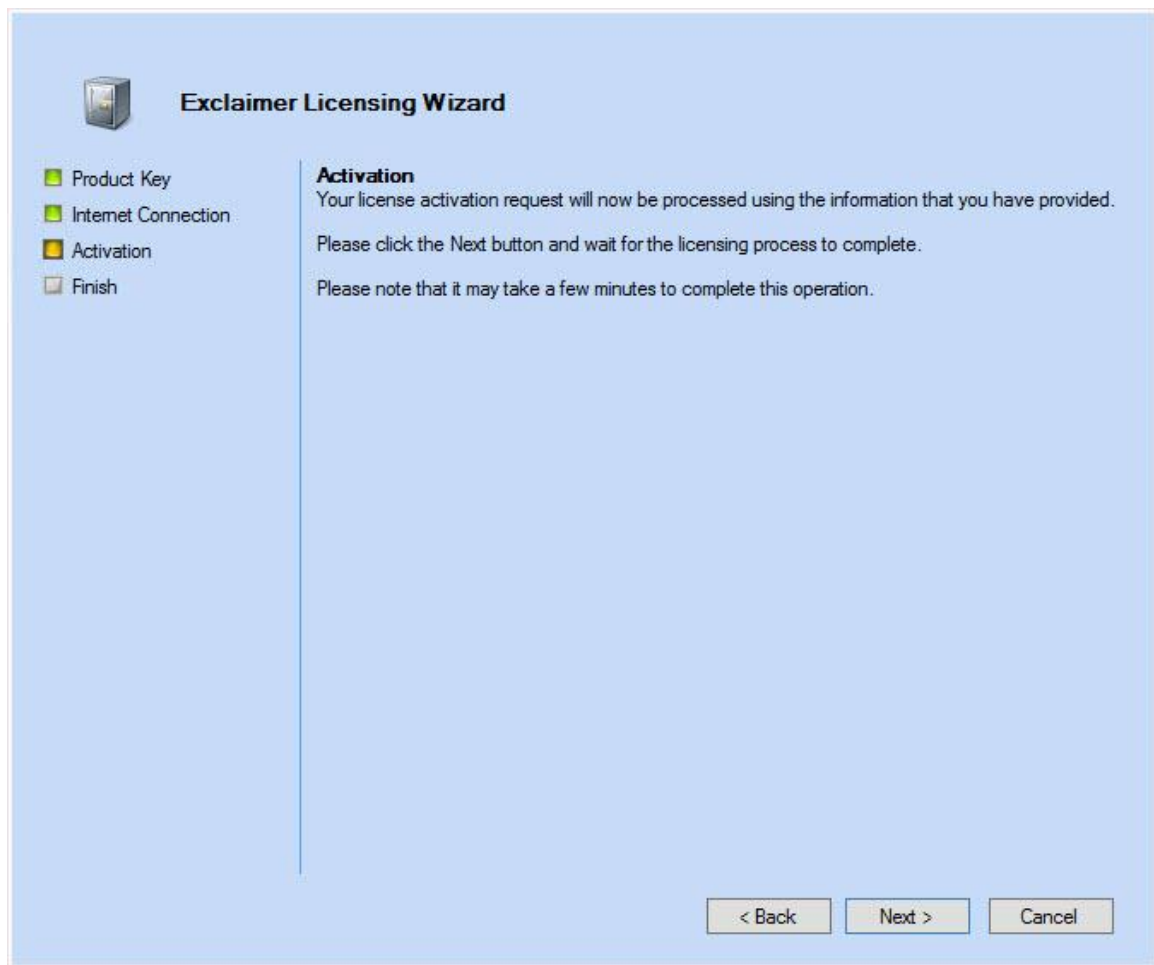 Exclaimer Licensing Wizard
Product Key
Internet Connection
Activation
Finish
Activation
Your license activation request will now be processed using the information that you have provided.
Please click the Next button and wait for the licensing process to complete.
Please note that it may take a few minutes to complete this operation.
< Back
Next >
Cancel